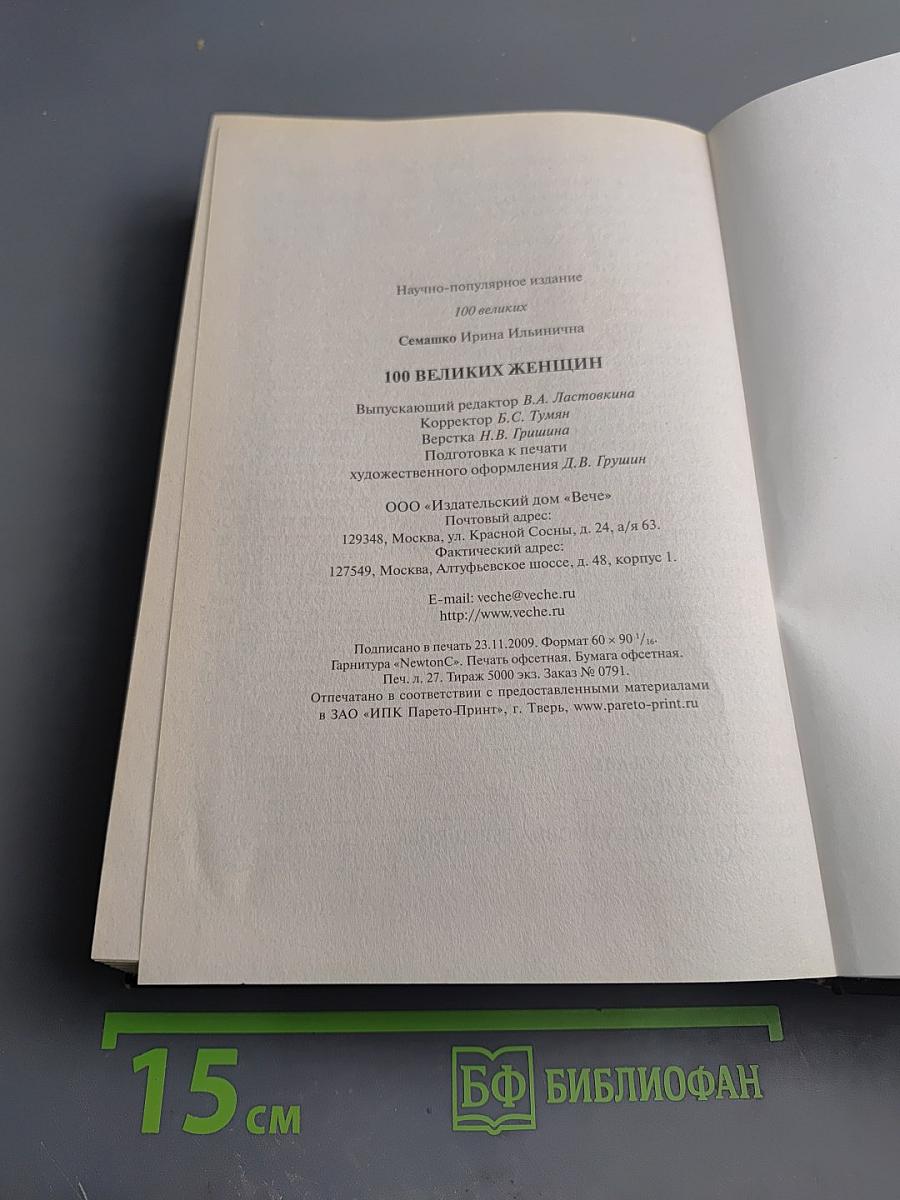 Научно-популярное издание
100 великих
Семашко Ирина Ильинична
100 ВЕЛИКИХ ЖЕНЩИН
Выпускающий редактор В.А. Ластовкина
Корректор Б.С. Тумян
Верстка Н.В. Гришина
Подготовка к печати
художественного оформления Д.В. Грушин
ООО «Издательский дом «Вече»
Почтовый адрес:
129348, Москва, ул. Красной Сосны, д. 24, а/я 63.
Фактический адрес:
127549, Москва, Алтуфьевское шоссе, д. 48, корпус 1.
E-mail: veche@veche.ru
http://www.veche.ru
Подписано в печать 23.11.2009. Формат 60 × 90 1/16.
Гарнитура «NewtonC». Печать офсетная. Бумага офсетная.
Печ. л. 27. Тираж 5000 экз. Заказ № 0791.
Отпечатано в соответствии с предоставленными материалами
в ЗАО «ИПК Парето-Принт», г. Тверь, www.pareto-print.ru
15 см
БФ БИБЛИОФАН